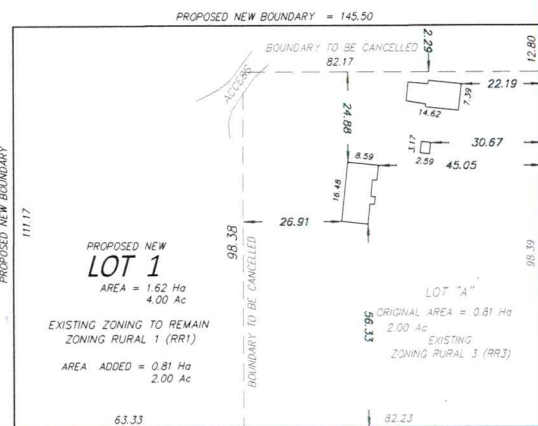 PROPOSED NEW BOUNDARY = 145.50
BOUNDARY TO BE CANCELLED
82.17
2.29
12.80
ACCESS
22.19
7.39
14.62
24.88
3.17
30.67
2.59
8.59
45.05
16.48
PROPOSED NEW BOUNDARY
111.17
26.91
98.38
BOUNDARY TO BE CANCELLED
98.39
PROPOSED NEW
LOT 1
AREA = 1.62 Ha
4.00 Ac
EXISTING ZONING TO REMAIN
ZONING RURAL 1 (RR1)
AREA ADDED = 0.81 Ha
2.00 Ac
LOT "A"
ORIGINAL AREA = 0.81 Ha
2.00 Ac
EXISTING
ZONING RURAL 3 (RR3)
56.33
63.33
82.23